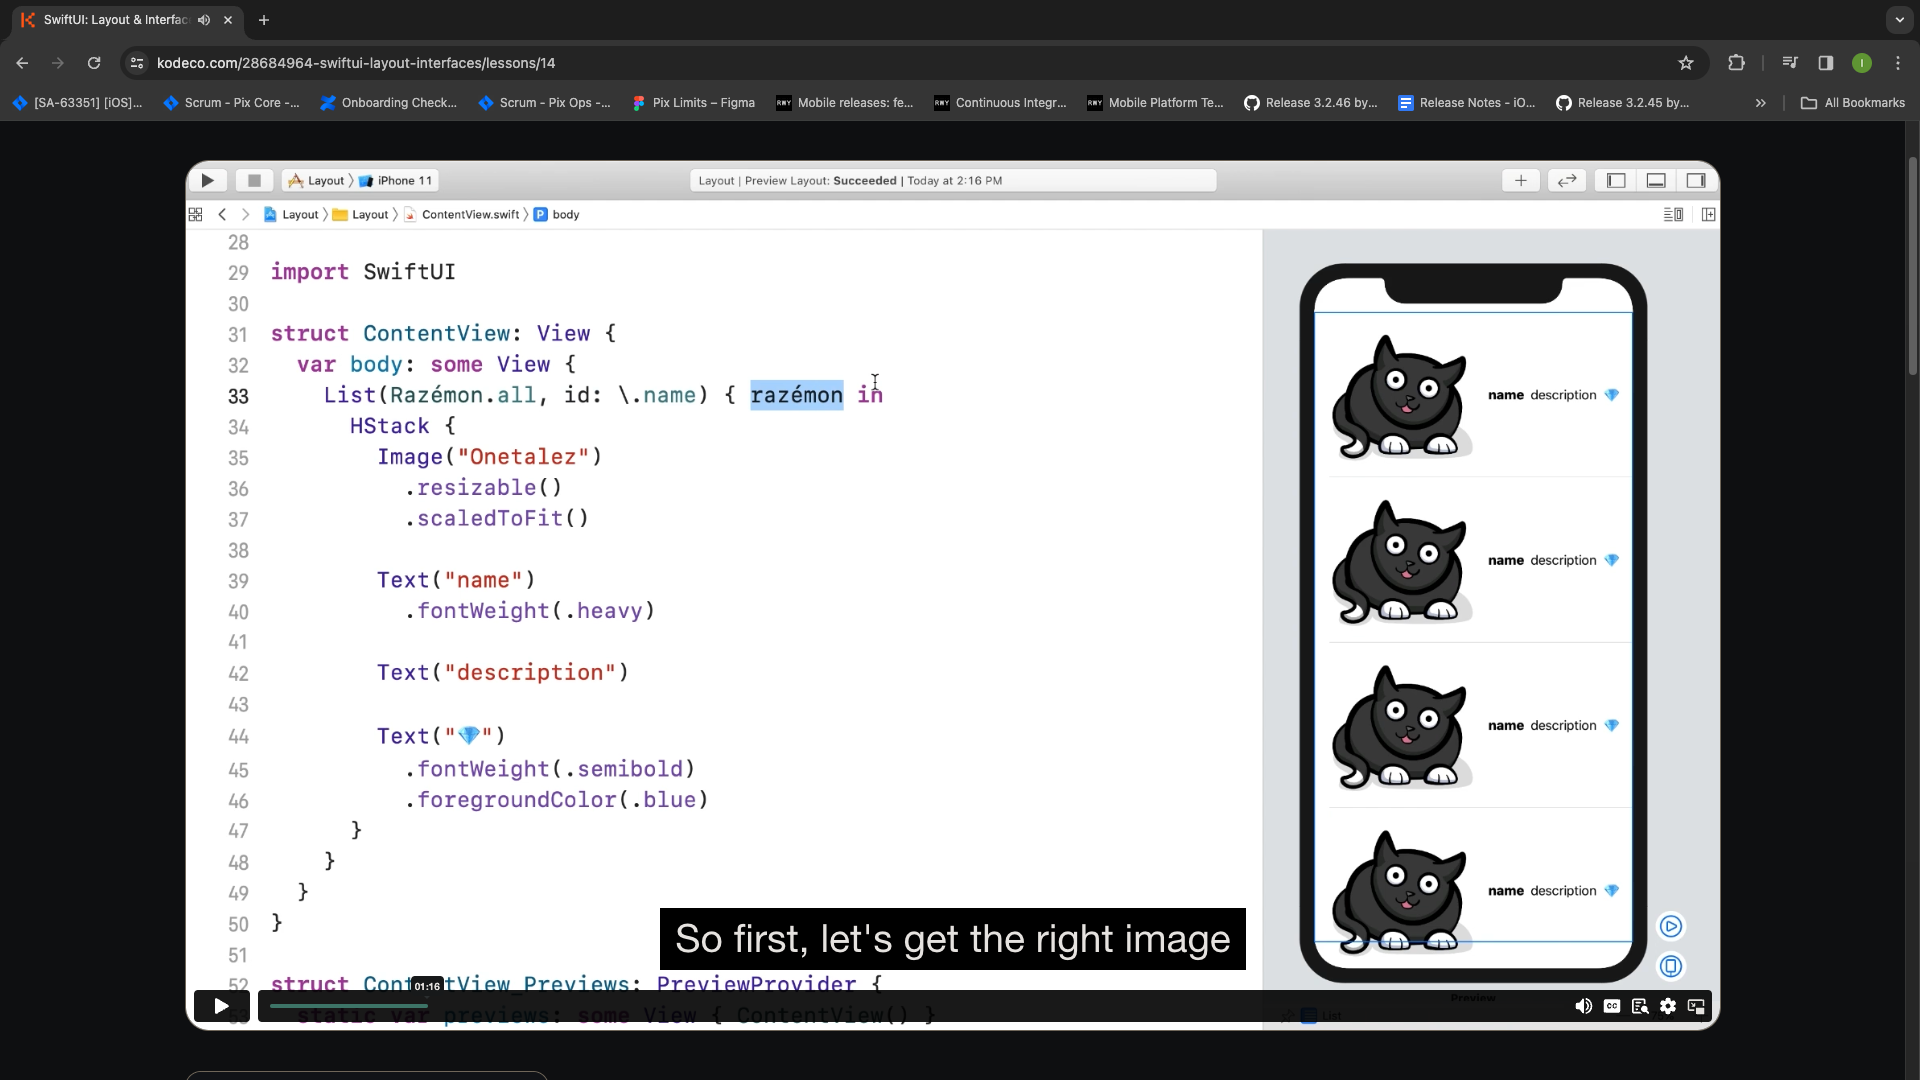 SwiftUI: Layout & Interfac
kodeco.com/28684964-swiftui-layout-interfaces/lessons/14
[SA-63351] [iOS]...
Scrum - Pix Core -...
Onboarding Check...
Scrum - Pix Ops -...
Pix Limits – Figma
Mobile releases: fe...
Continuous Integr...
Mobile Platform Te...
Release 3.2.46 by...
Release Notes - iO...
Release 3.2.45 by...
All Bookmarks
Layout 〉 iPhone 11
Layout | Preview Layout: Succeeded | Today at 2:16 PM
Layout 〉 Layout 〉 ContentView.swift 〉 P body
28
29 import SwiftUI
30
31 struct ContentView: View {
32 var body: some View {
33 List(Razémon.all, id: \.name) { razémon in
34 HStack {
35 Image("Onetalez")
36 .resizable()
37 .scaledToFit()
38
39 Text("name")
40 .fontWeight(.heavy)
41
42 Text("description")
43
44 Text("💎")
45 .fontWeight(.semibold)
46 .foregroundColor(.blue)
47 }
48 }
49 }
50 }
51
52 struct ContentView_Previews: PreviewProvider {
53 static var previews: some View { ContentView() }
name description 💎
name description 💎
name description 💎
name description 💎
So first, let's get the right image
01:16
CC
Preview
List